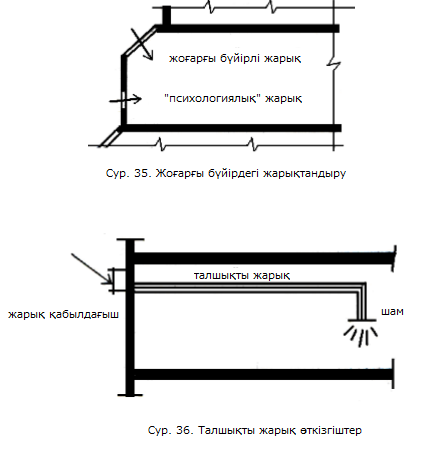 жоғарғы бүйірлі жарық
"психологиялық" жарық
Сур. 35. Жоғарғы бүйірдегі жарықтандыру
талшықты жарық
жарық қабылдағыш
шам
Сур. 36. Талшықты жарық өткізгіштер